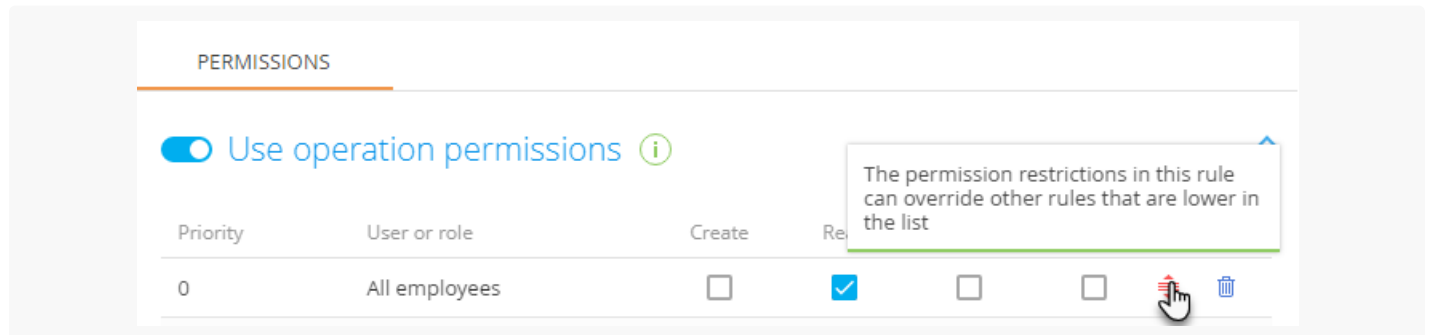 PERMISSIONS
Use operation permissions i
The permission restrictions in this rule
can override other rules that are lower in
the list
Priority User or role Create
0 All employees